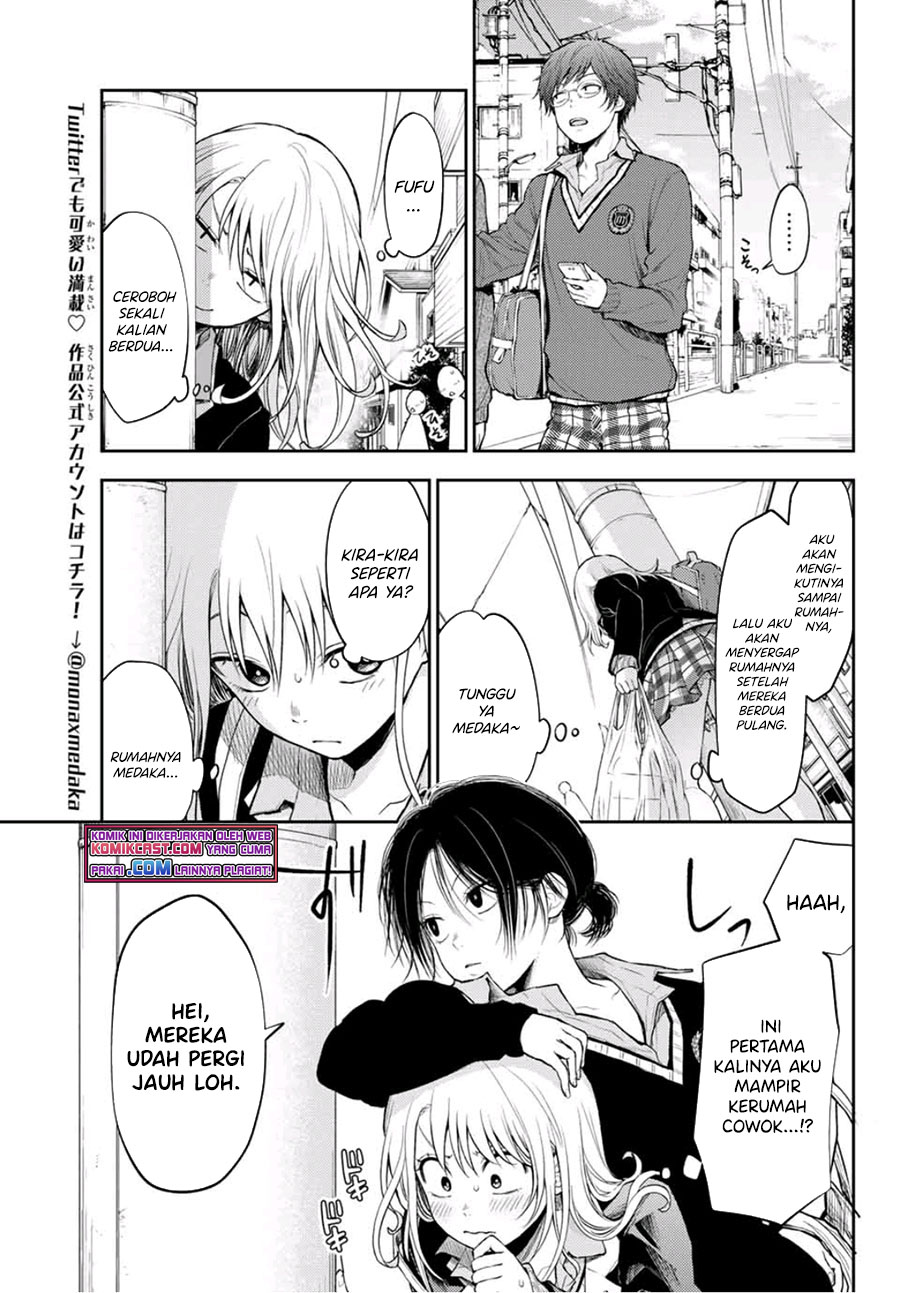 ......
FUFU
...
CEROBOH
SEKALI
KALIAN
BERDUA...
AKU
AKAN
MENGI-
KUTINYA
SAMPAI
RUMAH-
NYA,
LALU AKU
AKAN
MENYERGAP
RUMAHNYA
SETELAH
MEREKA
BERDUA
PULANG.
TUNGGU
YA
MEDAKA~
KIRA-KIRA
SEPERTI
APA YA?
RUMAHNYA
MEDAKA...
HAAH,
INI
PERTAMA
KALINYA AKU
MAMPIR
KERUMAH
COWOK...!?
HEI,
MEREKA
UDAH PERGI
JAUH LOH.
KOMIK INI DIKERJAKAN OLEH WEB
KOMIKCAST.COM YANG CUMA
PAKAI .COM LAINNYA PLAGIAT!
Twitterでも可愛い満載♡ 作品公式アカウントはコチラ! →@momaxmedaka